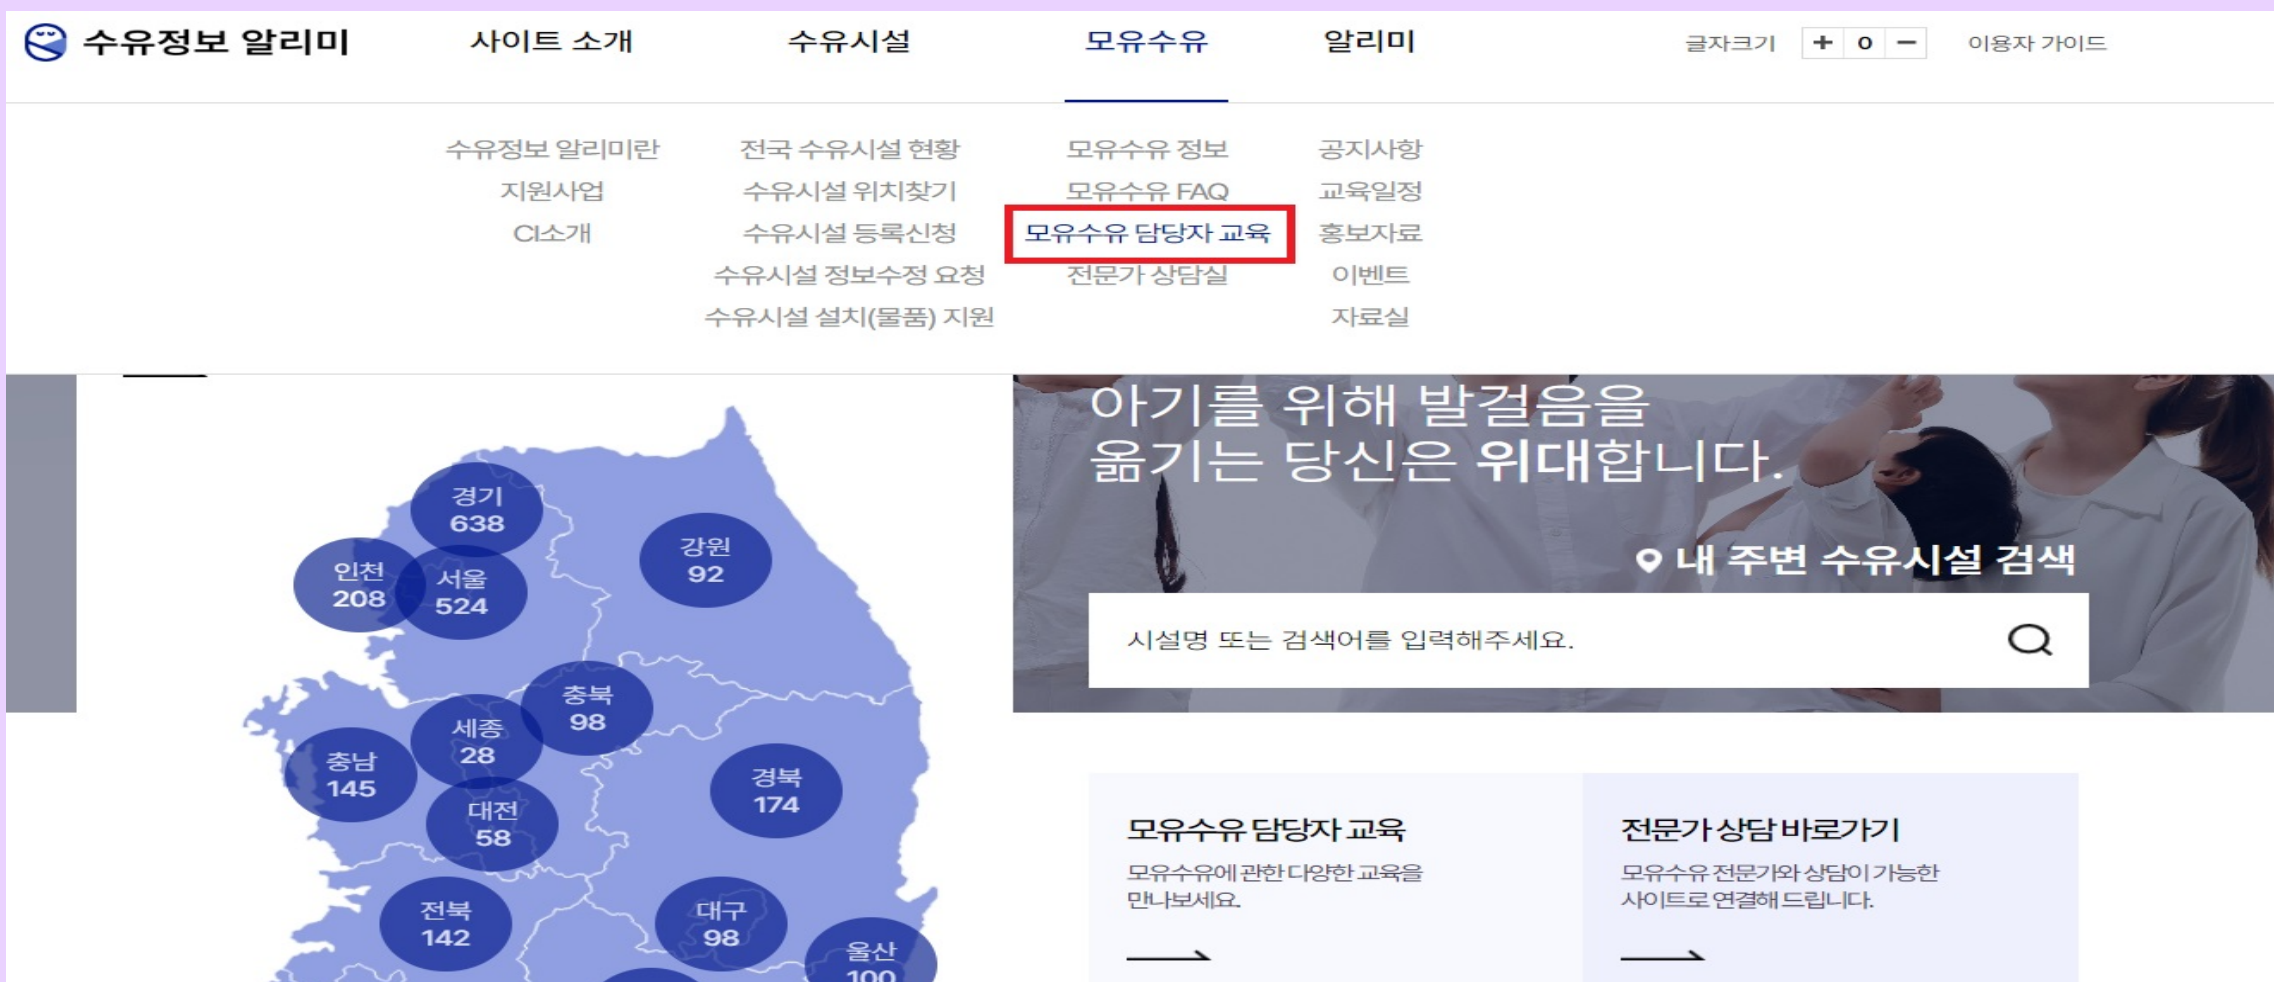 수유정보 알리미
사이트 소개
수유시설
모유수유
알리미
글자크기 + 0 −
이용자 가이드
수유정보 알리미란
지원사업
CI소개
전국 수유시설 현황
수유시설 위치찾기
수유시설 등록신청
수유시설 정보수정 요청
수유시설 설치(물품) 지원
모유수유 정보
모유수유 FAQ
모유수유 담당자 교육
전문가 상담실
공지사항
교육일정
홍보자료
이벤트
자료실
경기
638
강원
92
인천
208
서울
524
충북
98
세종
28
충남
145
대전
58
경북
174
전북
142
대구
98
울산
100
아기를 위해 발걸음을
옮기는 당신은 위대합니다.
내 주변 수유시설 검색
시설명 또는 검색어를 입력해주세요.
모유수유 담당자 교육
모유수유에 관한 다양한 교육을
만나보세요.
전문가 상담 바로가기
모유수유 전문가와 상담이 가능한
사이트로 연결해 드립니다.